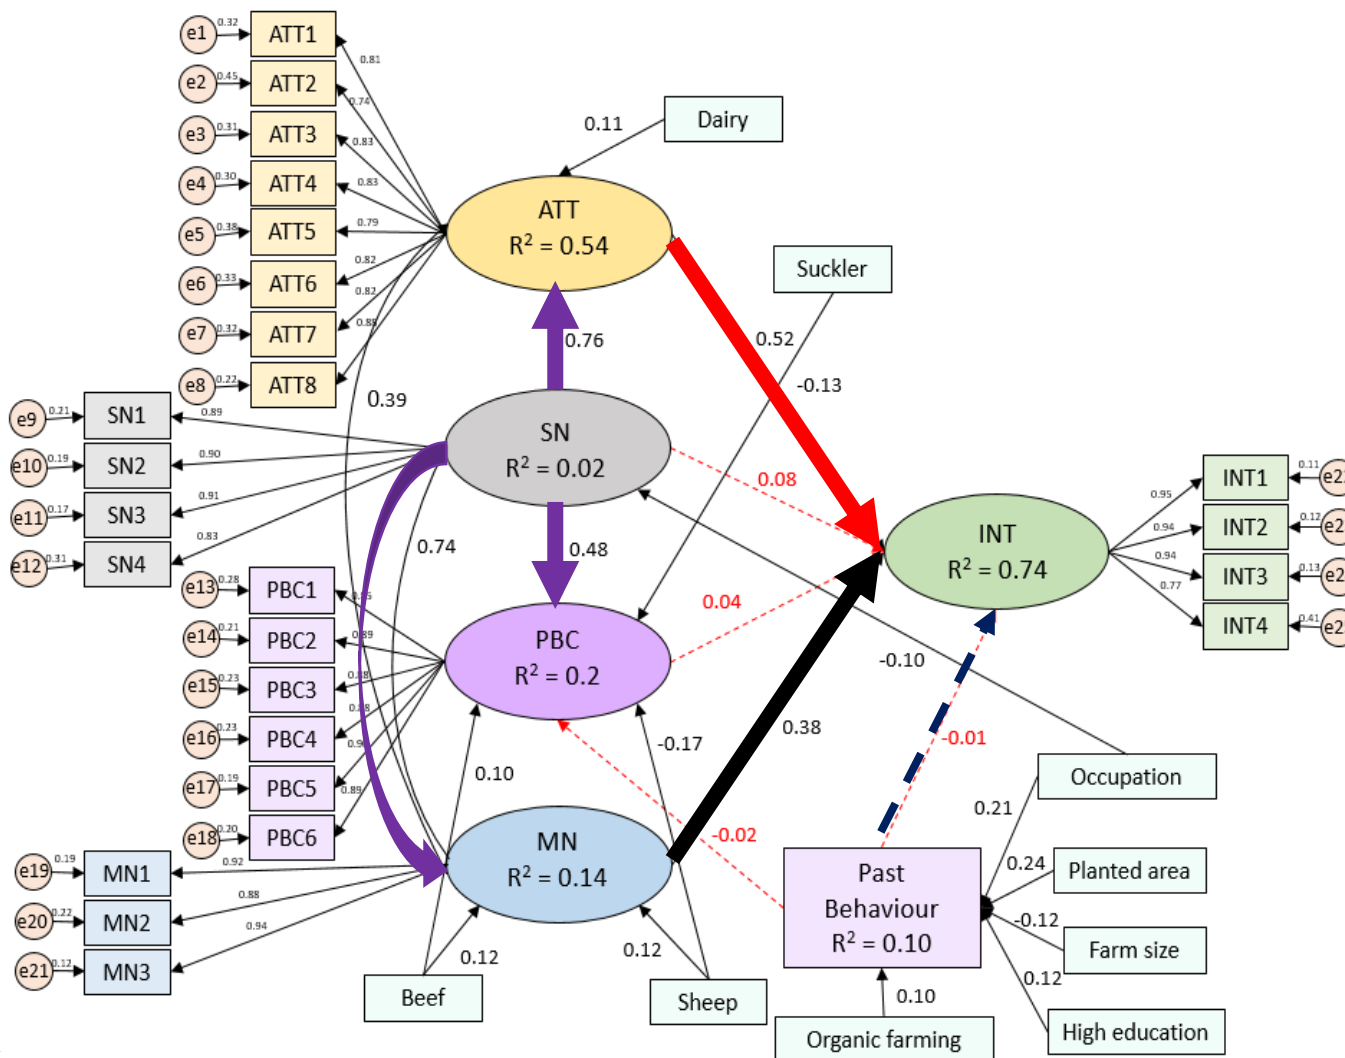 e1
0.32
ATT1
0.81
e2
0.45
ATT2
0.74
e3
0.31
ATT3
0.83
e4
0.30
ATT4
0.83
e5
0.38
ATT5
0.79
e6
0.33
ATT6
0.82
e7
0.32
ATT7
0.82
e8
0.22
ATT8
0.88
0.11
Dairy
ATT
R² = 0.54
Suckler
0.76
0.52
-0.13
0.39
e9
0.21
SN1
0.89
e10
0.19
SN2
0.90
e11
0.17
SN3
0.91
e12
0.31
SN4
0.83
SN
R² = 0.02
0.08
0.74
0.48
INT
R² = 0.74
0.95
INT1
0.11
0.94
INT2
0.12
0.94
INT3
0.13
0.77
INT4
0.41
e13
0.28
PBC1
e14
0.21
PBC2
0.89
e15
0.23
PBC3
e16
0.23
PBC4
e17
0.19
PBC5
e18
0.20
PBC6
0.89
PBC
R² = 0.2
0.04
-0.10
-0.17
0.38
-0.01
0.10
-0.02
Occupation
0.21
MN
R² = 0.14
e19
0.19
MN1
0.92
e20
0.22
MN2
0.88
e21
0.12
MN3
0.94
Past
Behaviour
R² = 0.10
0.24
Planted area
-0.12
Farm size
0.12
High education
0.12
Beef
0.12
Sheep
0.10
Organic farming